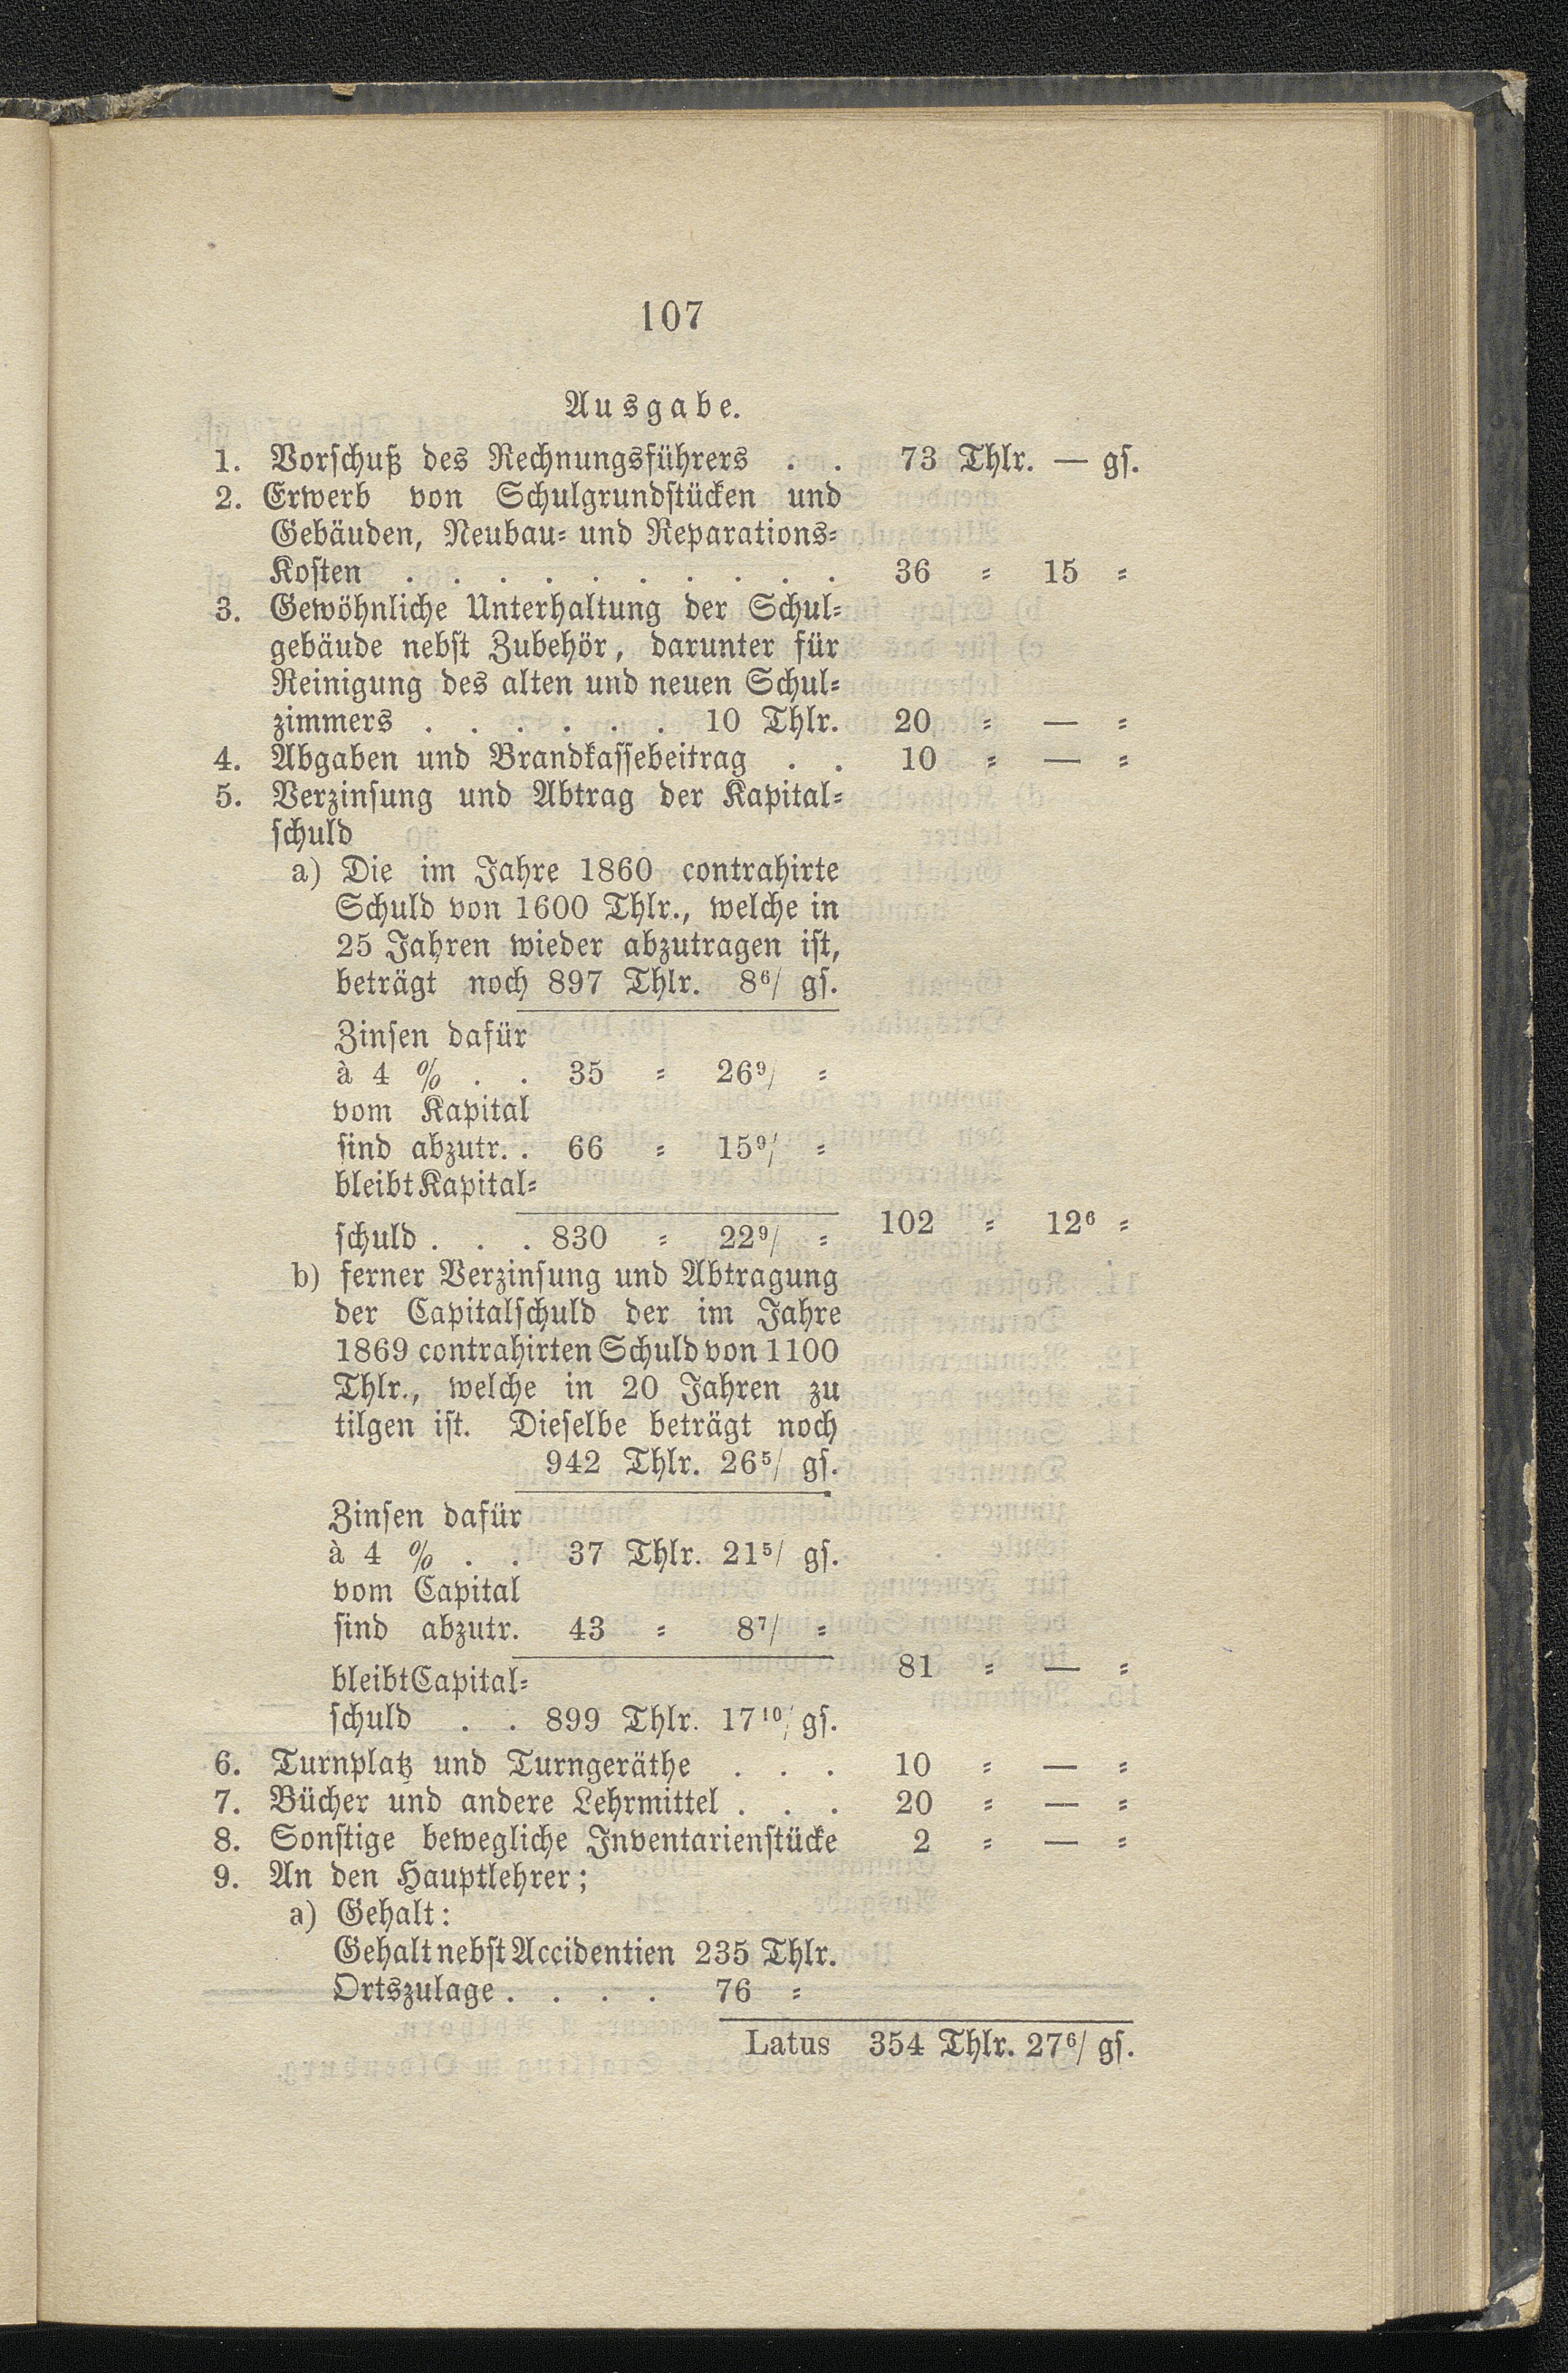 107
Ausgabe.
1. Vorschuß des Rechnungsführers . . 73 Thlr. — gs.
2. Erwerb von Schulgrundstücken und
Gebäuden, Neubau= und Reparations=
Kosten . . . . . . . . . . 36 = 15 =
3. Gewöhnliche Unterhaltung der Schul=
gebäude nebst Zubehör, darunter für
Reinigung des alten und neuen Schul=
zimmers . . . . . . 10 Thlr. 20 = — =
4. Abgaben und Brandkassebeitrag . . 10 = — =
5. Verzinsung und Abtrag der Kapital=
schuld
a) Die im Jahre 1860 contrahirte
Schuld von 1600 Thlr., welche in
25 Jahren wieder abzutragen ist,
beträgt noch 897 Thlr. 8⁶/ gs.
Zinsen dafür
à 4 % . . 35 = 26⁹/ =
vom Kapital
sind abzutr. . 66 = 15⁹/ =
bleibt Kapital=
schuld . . . 830 = 22⁹/ = 102 = 12⁶ =
b) ferner Verzinsung und Abtragung
der Capitalschuld der im Jahre
1869 contrahirten Schuld von 1100
Thlr., welche in 20 Jahren zu
tilgen ist. Dieselbe beträgt noch
942 Thlr. 26⁵/ gs.
Zinsen dafür
à 4 % . . 37 Thlr. 21⁵/ gs.
vom Capital
sind abzutr. 43 = 8⁷/ =
bleibt Capital= 81 = — =
schuld . . 899 Thlr. 17¹⁰/ gs.
6. Turnplatz und Turngeräthe . . . 10 = — =
7. Bücher und andere Lehrmittel . . . 20 = — =
8. Sonstige bewegliche Inventarienstücke 2 = — =
9. An den Hauptlehrer;
a) Gehalt:
Gehalt nebst Accidentien 235 Thlr.
Ortszulage . . . . 76 =
Latus 354 Thlr. 27⁶/ gs.